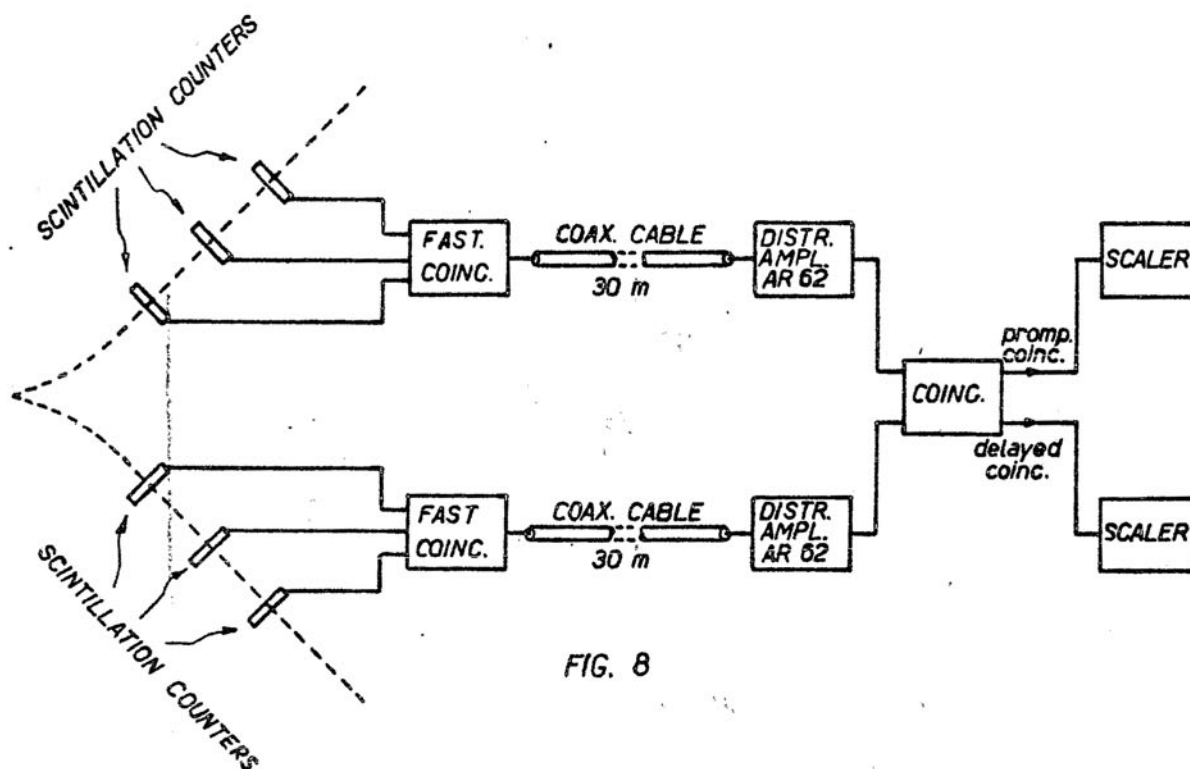 SCINTILLATION COUNTERS
FAST.
COINC.
COAX. CABLE
30 m
DISTR.
AMPL.
AR 62
SCALER
promp.
coinc.
COINC.
delayed
coinc.
FAST
COINC.
COAX. CABLE
30 m
DISTR.
AMPL.
AR 62
SCALER
SCINTILLATION COUNTERS
FIG. 8